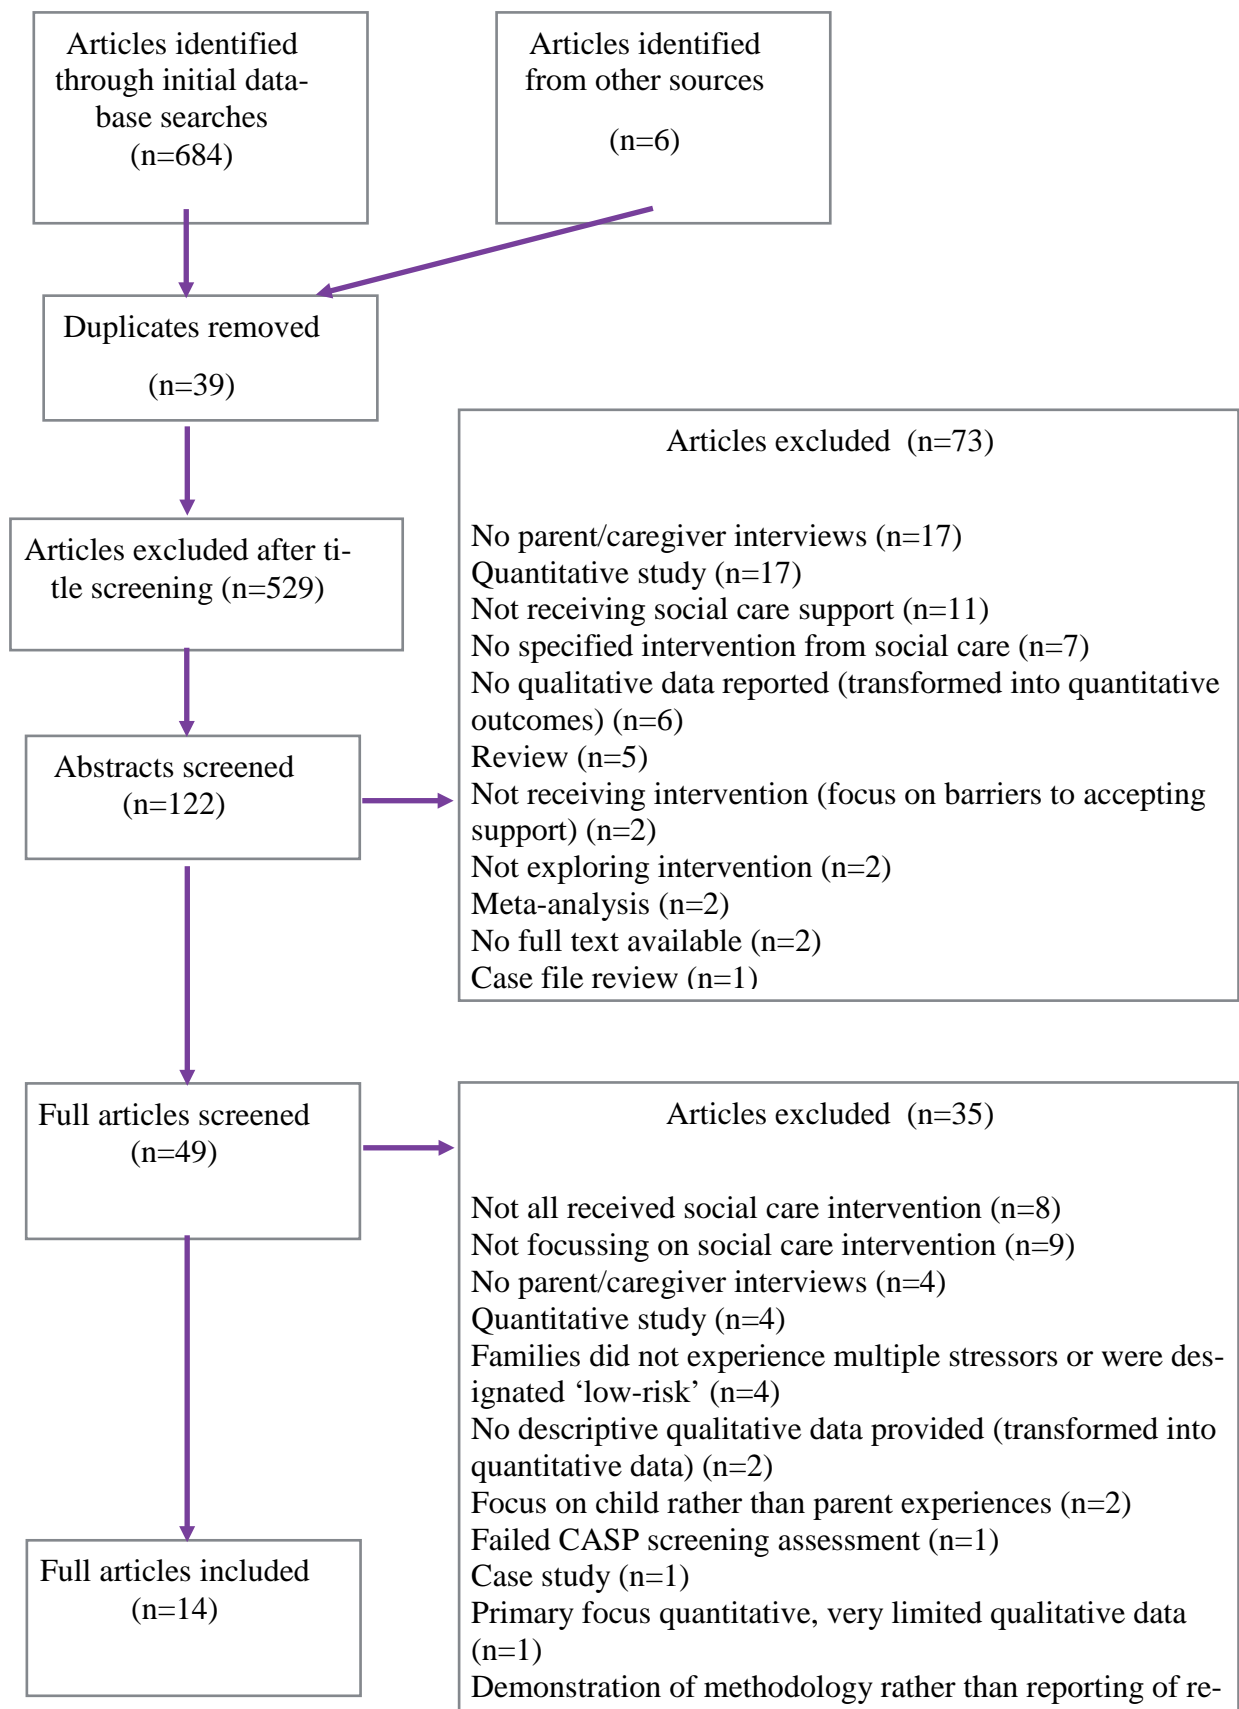 Articles identified
through initial data-
base searches
(n=684)
Articles identified
from other sources
(n=6)
Duplicates removed
(n=39)
Articles excluded after ti-
tle screening (n=529)
Abstracts screened
(n=122)
Articles excluded (n=73)
No parent/caregiver interviews (n=17)
Quantitative study (n=17)
Not receiving social care support (n=11)
No specified intervention from social care (n=7)
No qualitative data reported (transformed into quantitative
outcomes) (n=6)
Review (n=5)
Not receiving intervention (focus on barriers to accepting
support) (n=2)
Not exploring intervention (n=2)
Meta-analysis (n=2)
No full text available (n=2)
Case file review (n=1)
Full articles screened
(n=49)
Articles excluded (n=35)
Not all received social care intervention (n=8)
Not focussing on social care intervention (n=9)
No parent/caregiver interviews (n=4)
Quantitative study (n=4)
Families did not experience multiple stressors or were des-
ignated ‘low-risk’ (n=4)
No descriptive qualitative data provided (transformed into
quantitative data) (n=2)
Focus on child rather than parent experiences (n=2)
Failed CASP screening assessment (n=1)
Case study (n=1)
Primary focus quantitative, very limited qualitative data
(n=1)
Demonstration of methodology rather than reporting of re-
Full articles included
(n=14)